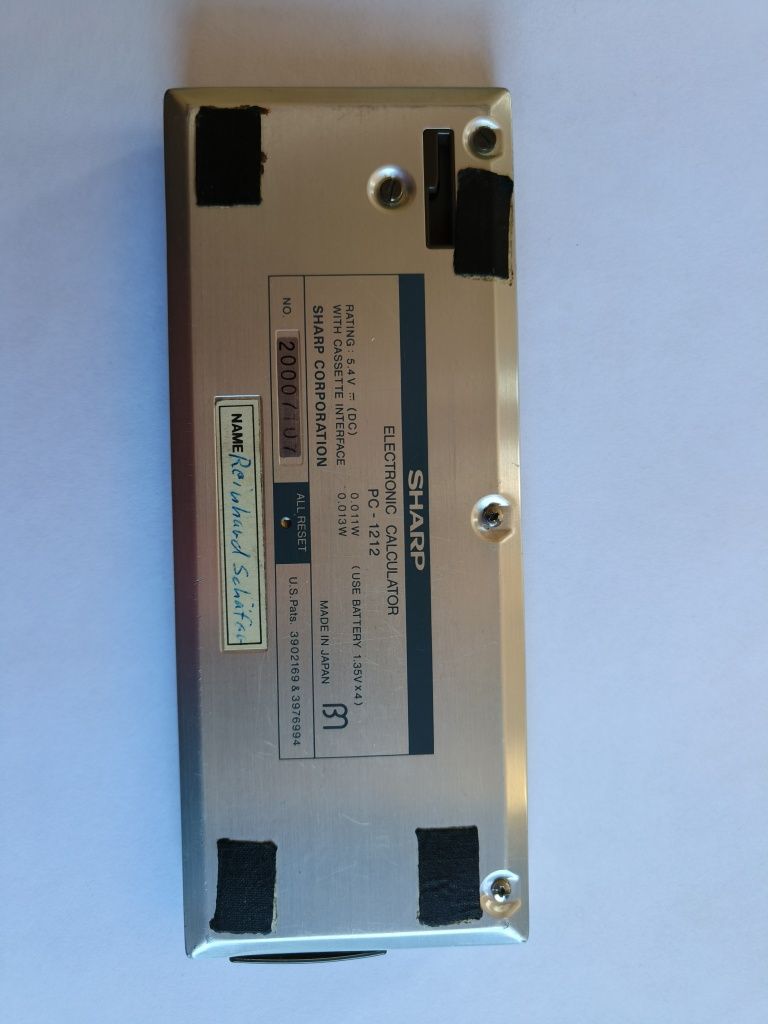 SHARP
ELECTRONIC CALCULATOR
PC-1212
RATING: 5.4V ⎓ (DC) 0.011W (USE BATTERY 1.35V X 4)
WITH CASSETTE INTERFACE 0.013W
SHARP CORPORATION MADE IN JAPAN
NO. ALL RESET U.S. Pats. 3902169 & 3976994
NAME Reinhard Schäfer